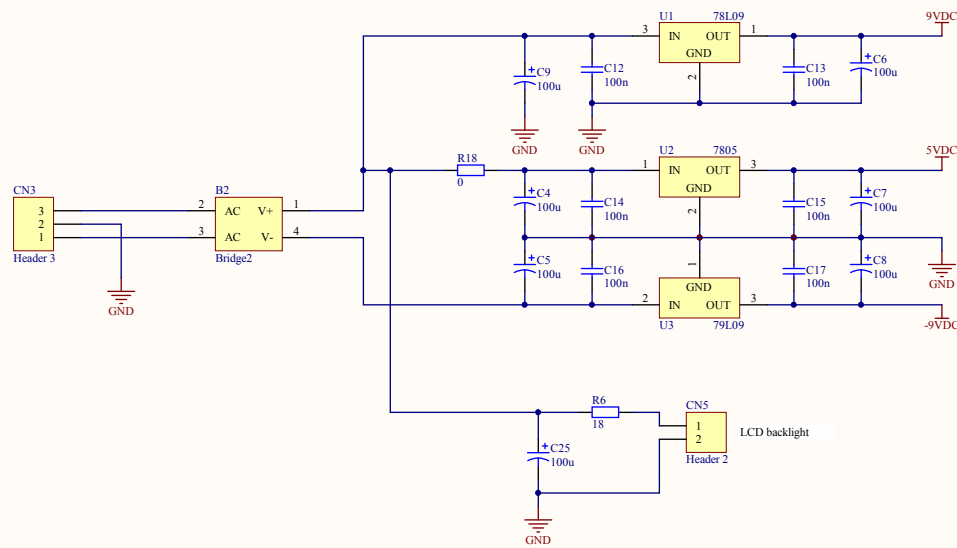 U1 78L09
3 IN OUT 1
GND
2
9VDC
+ C9
100u
C12
100n
C13
100n
+ C6
100u
GND
GND
R18
0
U2 7805
1 IN OUT 3
GND
2
5VDC
+ C4
100u
C14
100n
C15
100n
+ C7
100u
CN3
3
2
1
Header 3
GND
B2
2 AC V+ 1
3 AC V- 4
Bridge2
+ C5
100u
C16
100n
1
GND
2 IN OUT 3
U3 79L09
C17
100n
+ C8
100u
GND
-9VDC
R6
18
CN5
1
2
Header 2
LCD backlight
+ C25
100u
GND